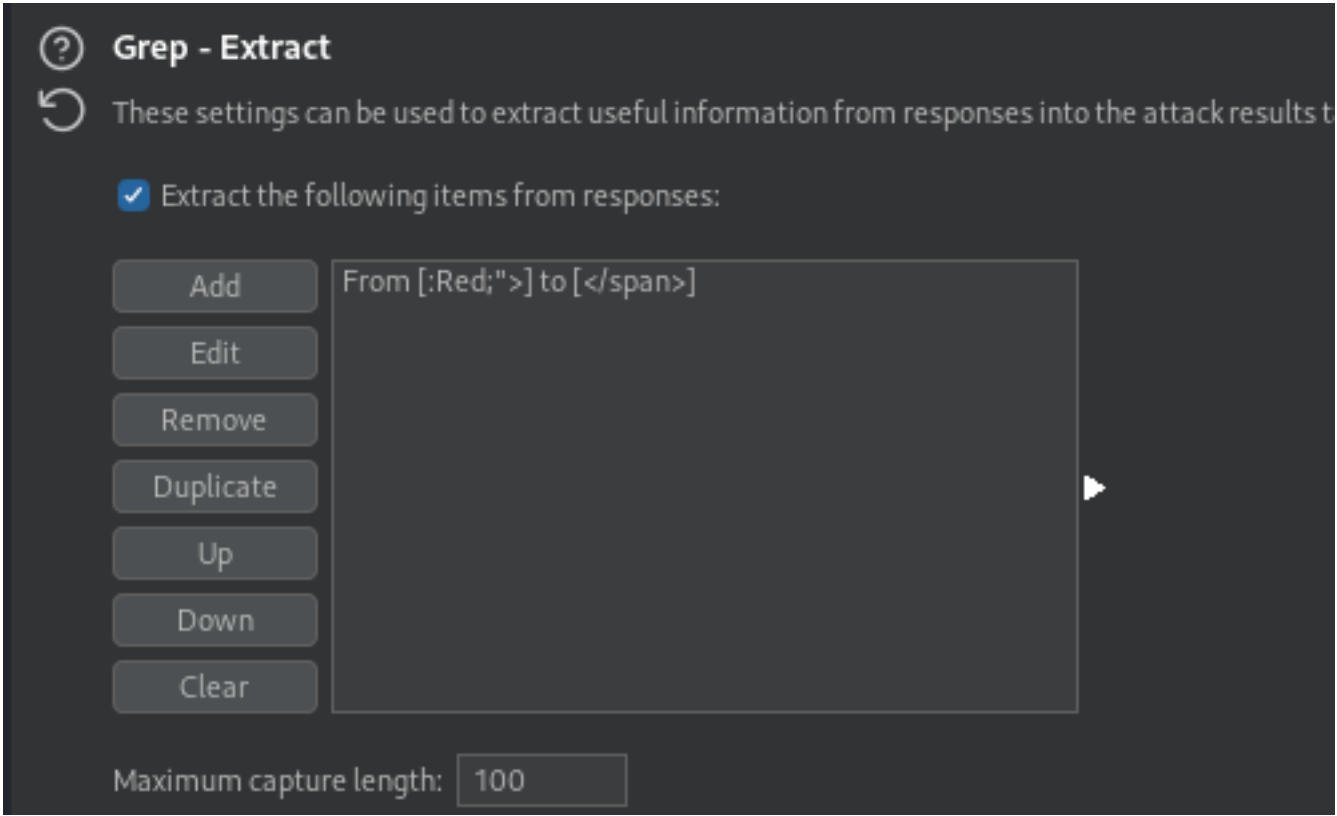 Grep - Extract
These settings can be used to extract useful information from responses into the attack results
Extract the following items from responses:
Add
From [:Red;">] to [</span>]
Edit
Remove
Duplicate
Up
Down
Clear
Maximum capture length: 100